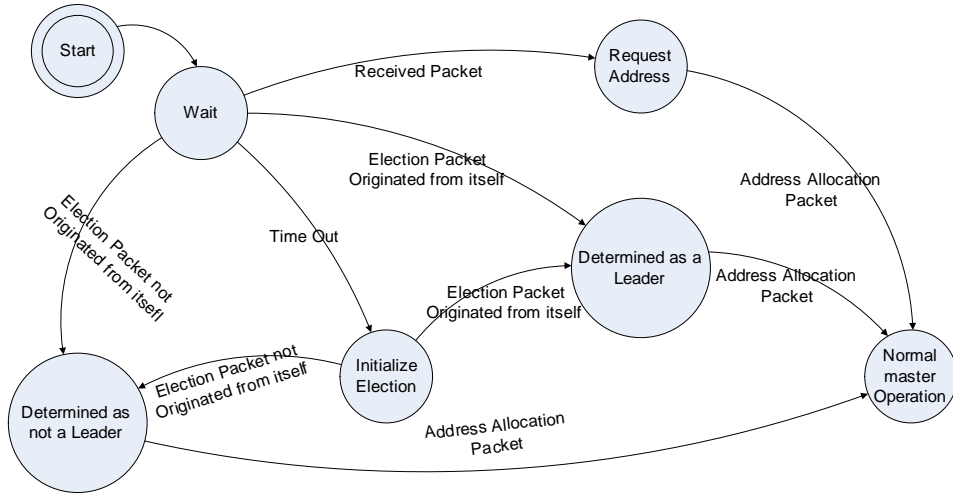 Start
Wait
Received Packet
Request
Address
Election Packet
Originated from itself
Address Allocation
Packet
Election Packet not
Originated from itsefl
Time Out
Determined as a
Leader
Address Allocation
Packet
Election Packet
Originated from itself
Election Packet not
Originated from itself
Initialize
Election
Normal
master
Operation
Determined as
not a Leader
Address Allocation
Packet